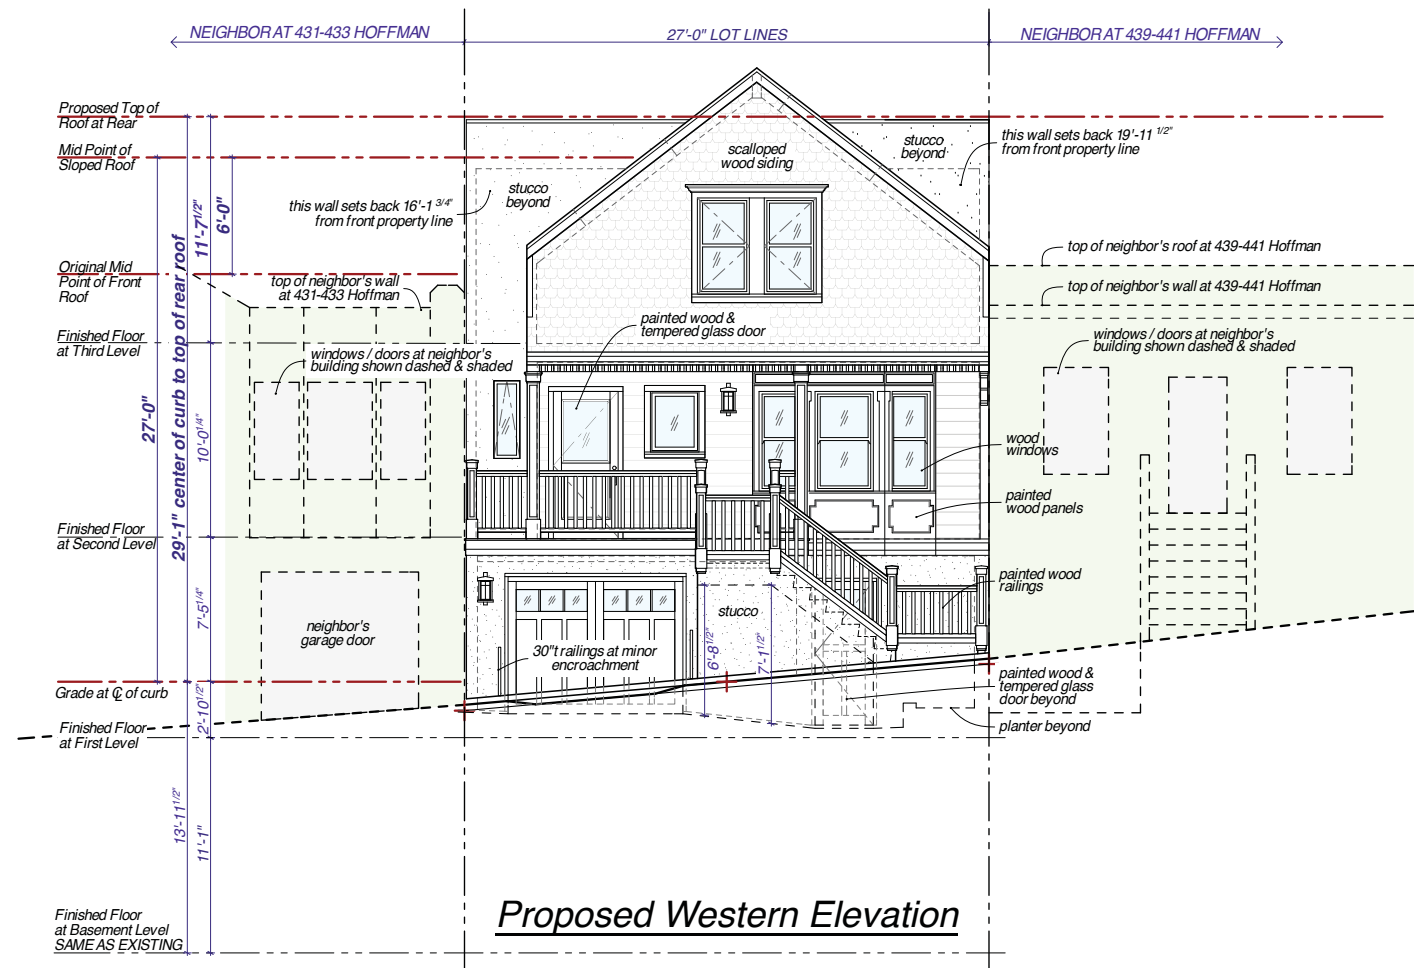 NEIGHBOR AT 431-433 HOFFMAN
27'-0" LOT LINES
NEIGHBOR AT 439-441 HOFFMAN
Proposed Top of
Roof at Rear
Mid Point of
Sloped Roof
Original Mid
Point of Front
Roof
Finished Floor
at Third Level
Finished Floor
at Second Level
Grade at ℄ of curb
Finished Floor
at First Level
Finished Floor
at Basement Level
SAME AS EXISTING
27'-0"
29'-1" center of curb to top of rear roof
11'-7 1/2"
6'-0"
10'-0 1/4"
7'-5 1/4"
2'-10 1/2"
13'-11 1/2"
11'-1"
this wall sets back 16'-1 3/4"
from front property line
stucco
beyond
scalloped
wood siding
stucco
beyond
this wall sets back 19'-11 1/2"
from front property line
top of neighbor's wall
at 431-433 Hoffman
windows / doors at neighbor's
building shown dashed & shaded
painted wood &
tempered glass door
top of neighbor's roof at 439-441 Hoffman
top of neighbor's wall at 439-441 Hoffman
windows / doors at neighbor's
building shown dashed & shaded
wood
windows
painted
wood panels
painted wood
railings
neighbor's
garage door
stucco
30"t railings at minor
encroachment
6'-8 1/2"
7'-1 1/2"
painted wood &
tempered glass
door beyond
planter beyond
Proposed Western Elevation